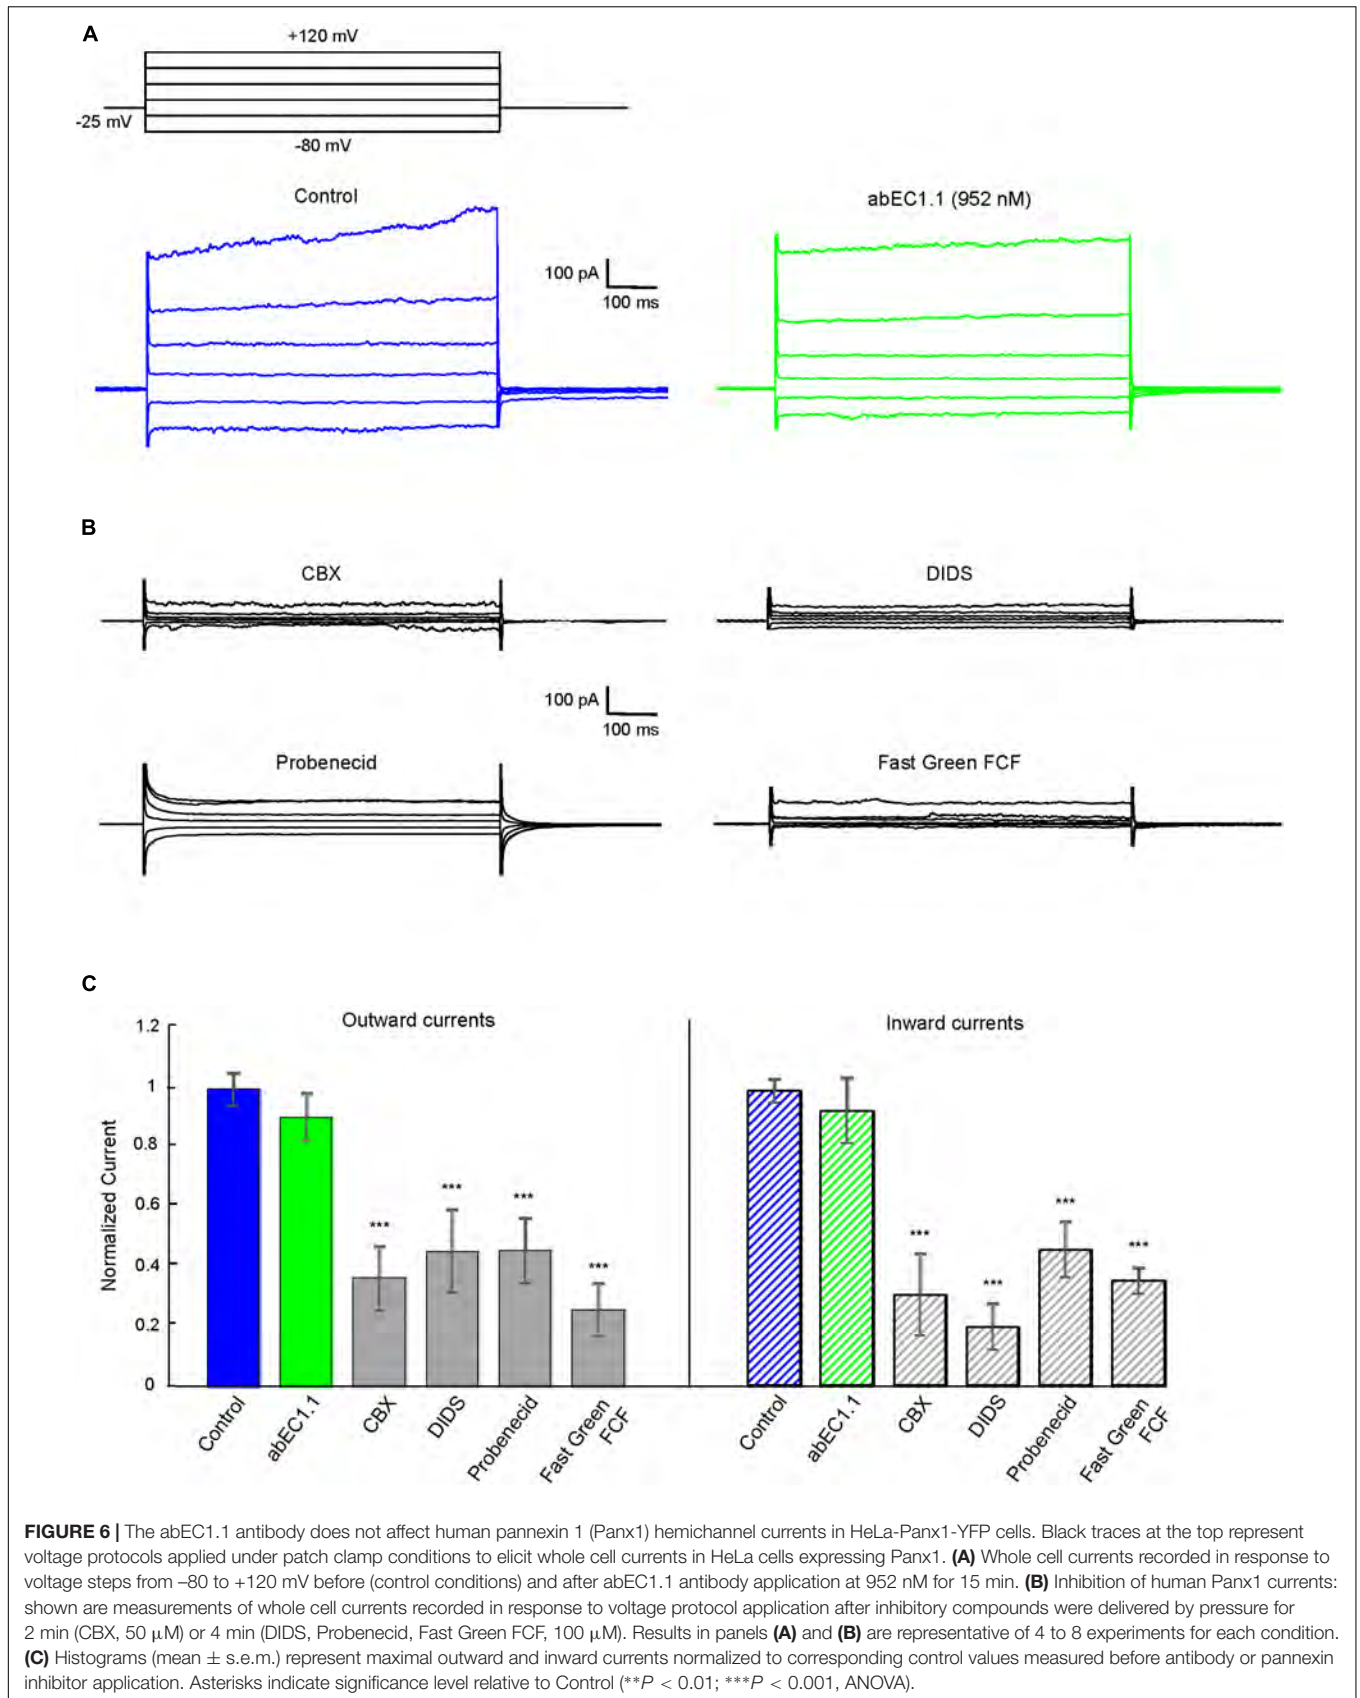 A
+120 mV
-25 mV
-80 mV
Control
abEC1.1 (952 nM)
100 pA
100 ms
B
CBX
DIDS
100 pA
100 ms
Probenecid
Fast Green FCF
C
Outward currents
Inward currents
Normalized Current
1.2
1
0.8
0.6
0.4
0.2
0
***
***
***
***
***
***
***
***
Control
abEC1.1
CBX
DIDS
Probenecid
Fast Green
FCF
Control
abEC1.1
CBX
DIDS
Probenecid
Fast Green
FCF
FIGURE 6 | The abEC1.1 antibody does not affect human pannexin 1 (Panx1) hemichannel currents in HeLa-Panx1-YFP cells. Black traces at the top represent
voltage protocols applied under patch clamp conditions to elicit whole cell currents in HeLa cells expressing Panx1. (A) Whole cell currents recorded in response to
voltage steps from –80 to +120 mV before (control conditions) and after abEC1.1 antibody application at 952 nM for 15 min. (B) Inhibition of human Panx1 currents:
shown are measurements of whole cell currents recorded in response to voltage protocol application after inhibitory compounds were delivered by pressure for
2 min (CBX, 50 μM) or 4 min (DIDS, Probenecid, Fast Green FCF, 100 μM). Results in panels (A) and (B) are representative of 4 to 8 experiments for each condition.
(C) Histograms (mean ± s.e.m.) represent maximal outward and inward currents normalized to corresponding control values measured before antibody or pannexin
inhibitor application. Asterisks indicate significance level relative to Control (**P < 0.01; ***P < 0.001, ANOVA).